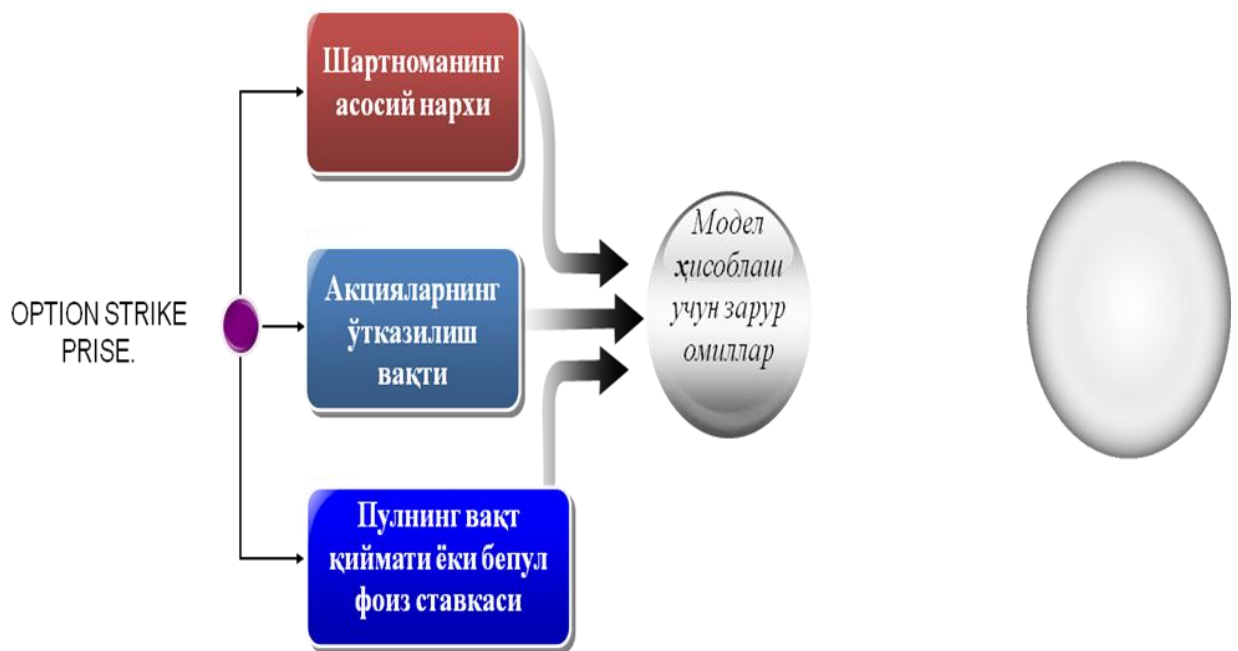 OPTION STRIKE
PRISE.
Шартноманинг
асосий нархи
Акцияларнинг
ўтказилиш
вақти
Пулнинг вақт
қиймати ёки бепул
фоиз ставкаси
Модел
ҳисоблаш
учун зарур
омиллар